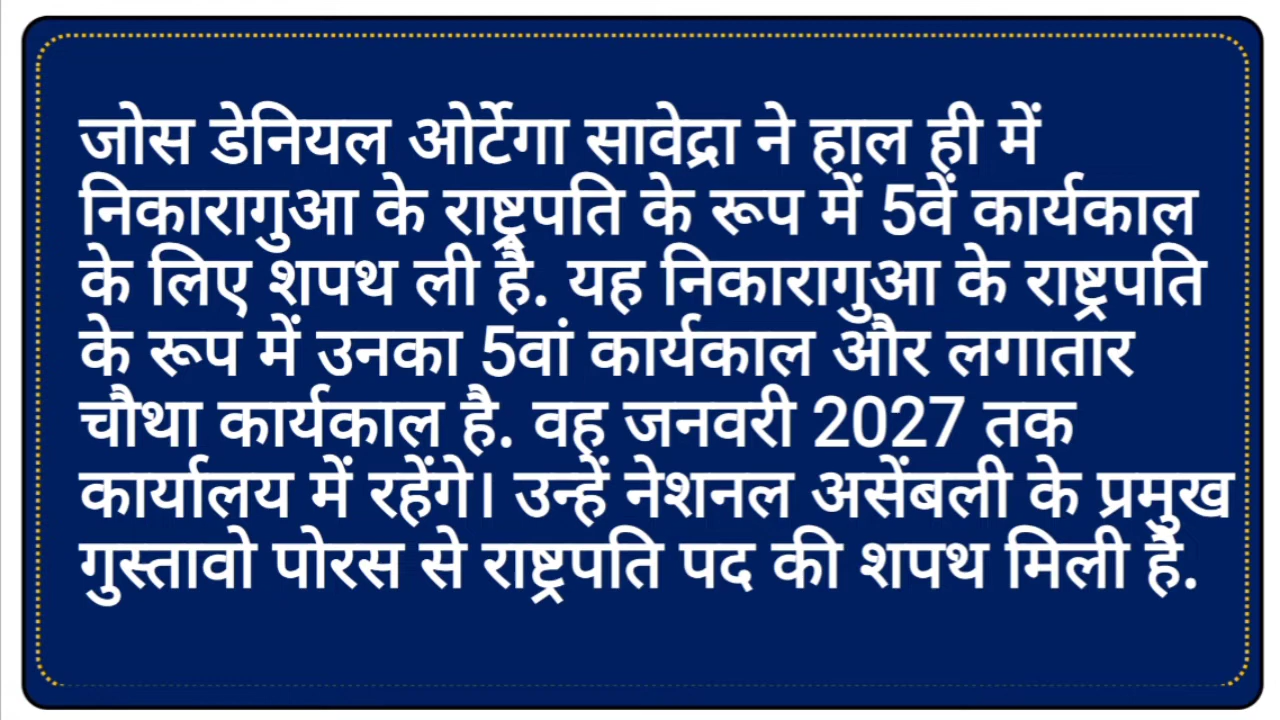 जोस डेनियल ओर्टेगा सावेद्रा ने हाल ही में
निकारागुआ के राष्ट्रपति के रूप में 5वें कार्यकाल
के लिए शपथ ली है. यह निकारागुआ के राष्ट्रपति
के रूप में उनका 5वां कार्यकाल और लगातार
चौथा कार्यकाल है. वह जनवरी 2027 तक
कार्यालय में रहेंगे। उन्हें नेशनल असेंबली के प्रमुख
गुस्तावो पोरस से राष्ट्रपति पद की शपथ मिली है.